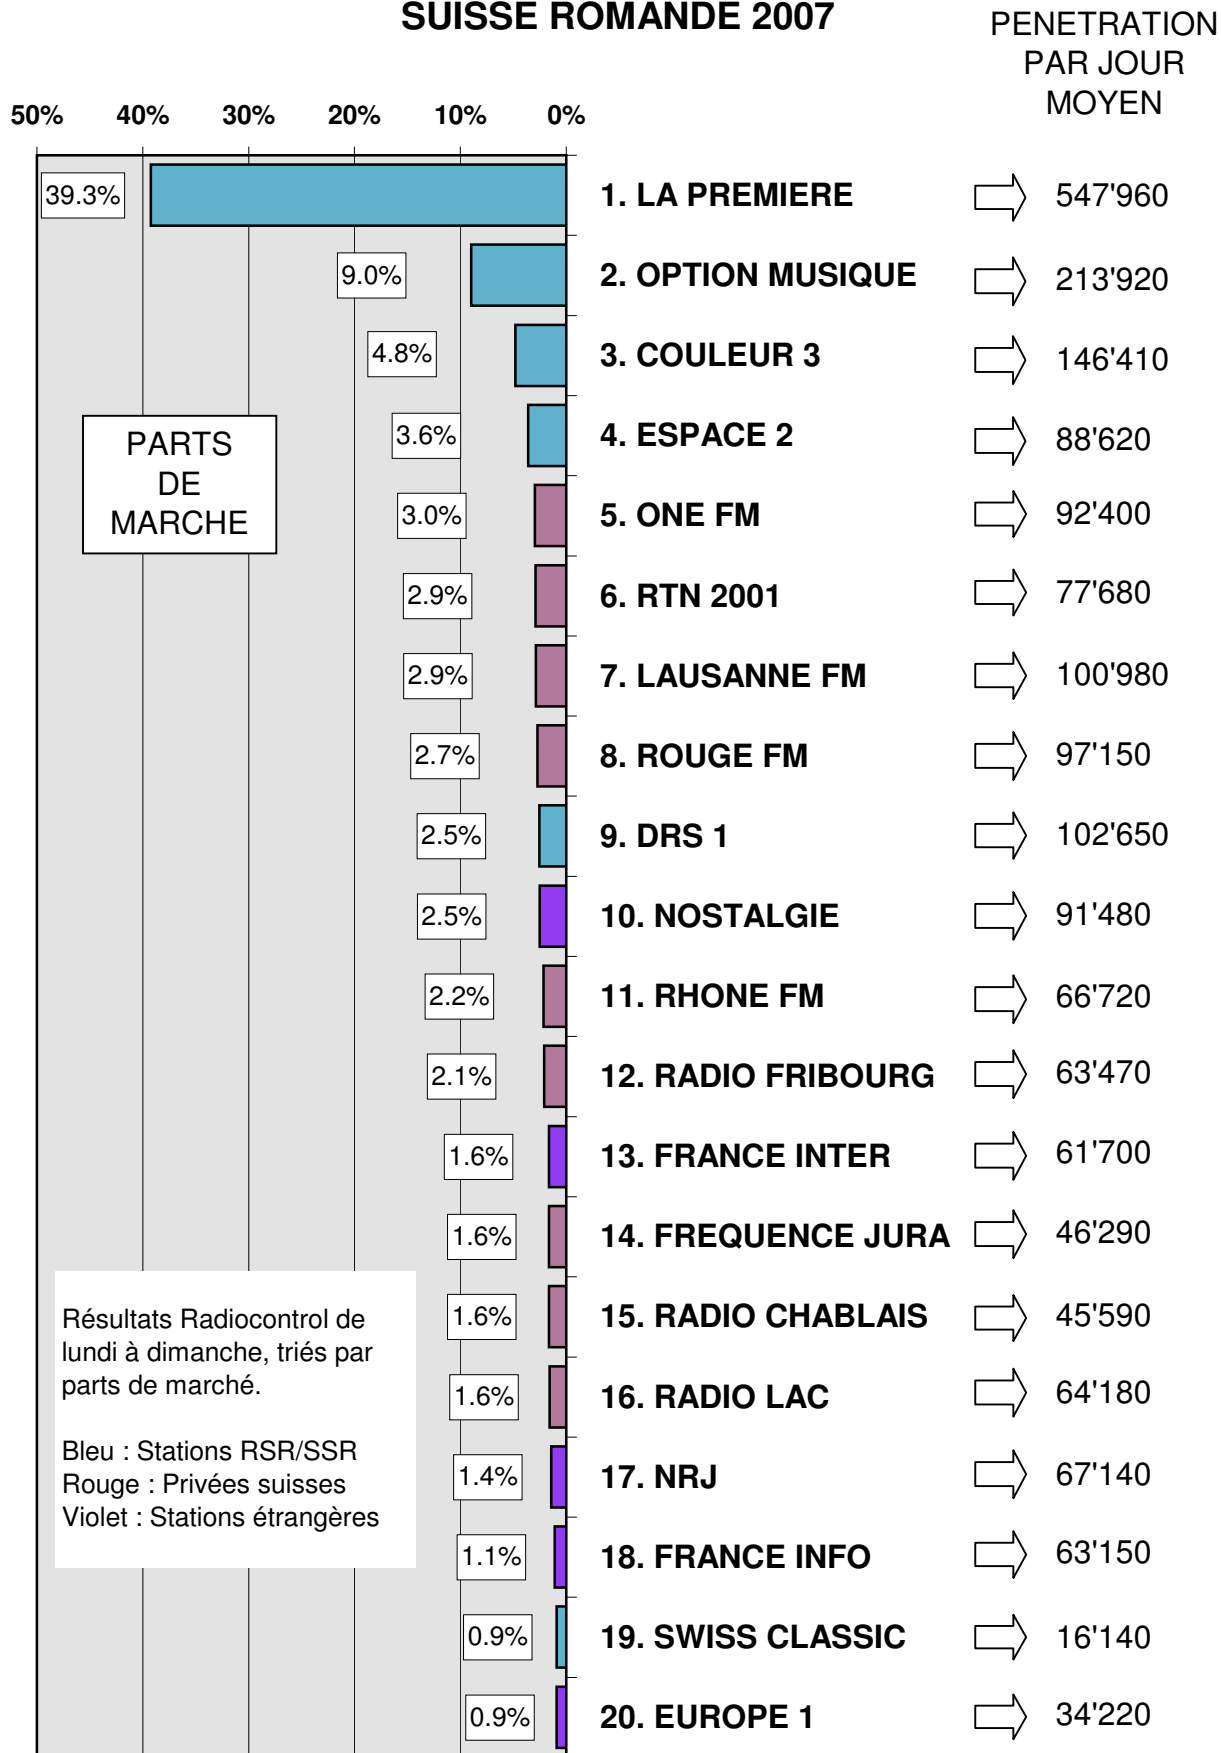 SUISSE ROMANDE 2007
PENETRATION
PAR JOUR
MOYEN
50% 40% 30% 20% 10% 0%
39.3% 1. LA PREMIERE 547'960
9.0% 2. OPTION MUSIQUE 213'920
4.8% 3. COULEUR 3 146'410
3.6% 4. ESPACE 2 88'620
PARTS
DE
MARCHE
3.0% 5. ONE FM 92'400
2.9% 6. RTN 2001 77'680
2.9% 7. LAUSANNE FM 100'980
2.7% 8. ROUGE FM 97'150
2.5% 9. DRS 1 102'650
2.5% 10. NOSTALGIE 91'480
2.2% 11. RHONE FM 66'720
2.1% 12. RADIO FRIBOURG 63'470
1.6% 13. FRANCE INTER 61'700
1.6% 14. FREQUENCE JURA 46'290
1.6% 15. RADIO CHABLAIS 45'590
1.6% 16. RADIO LAC 64'180
1.4% 17. NRJ 67'140
1.1% 18. FRANCE INFO 63'150
0.9% 19. SWISS CLASSIC 16'140
0.9% 20. EUROPE 1 34'220
Résultats Radiocontrol de
lundi à dimanche, triés par
parts de marché.
Bleu : Stations RSR/SSR
Rouge : Privées suisses
Violet : Stations étrangères